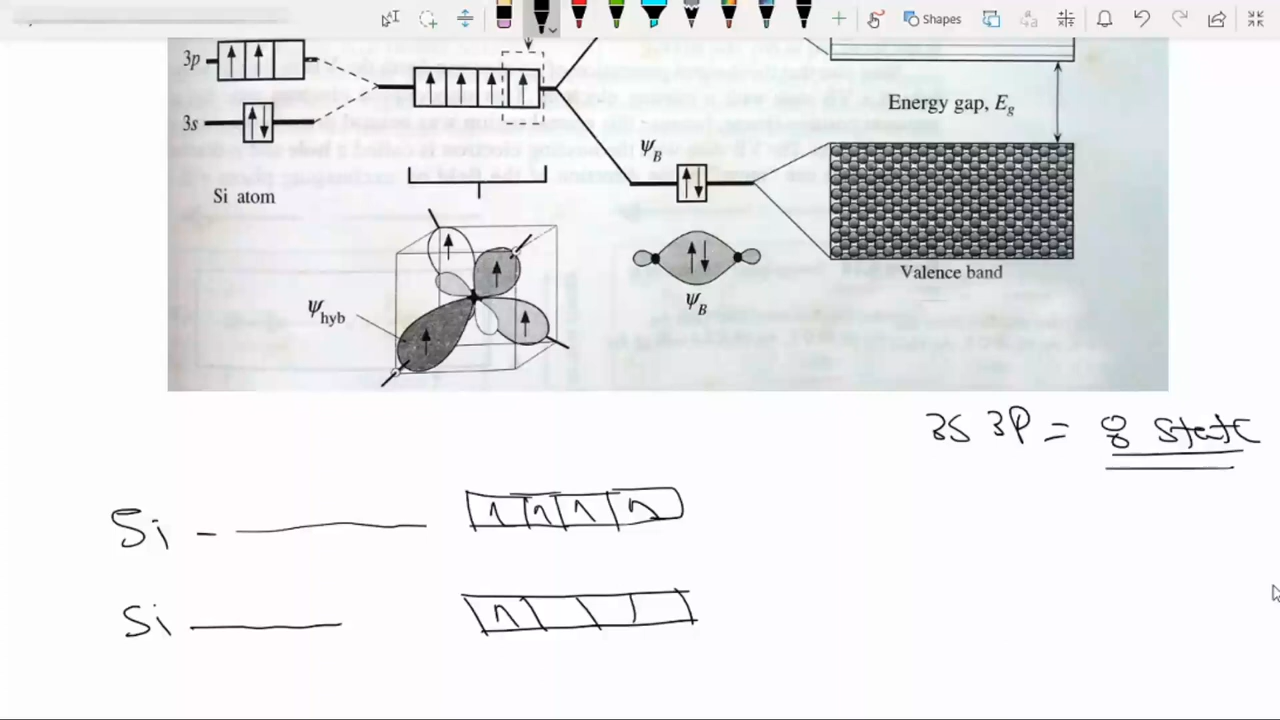 Shapes
3p
3s
Energy gap, Eg
ψB
Si atom
Valence band
ψhyb
ψB
3S 3P = 8 State
Si -
Si